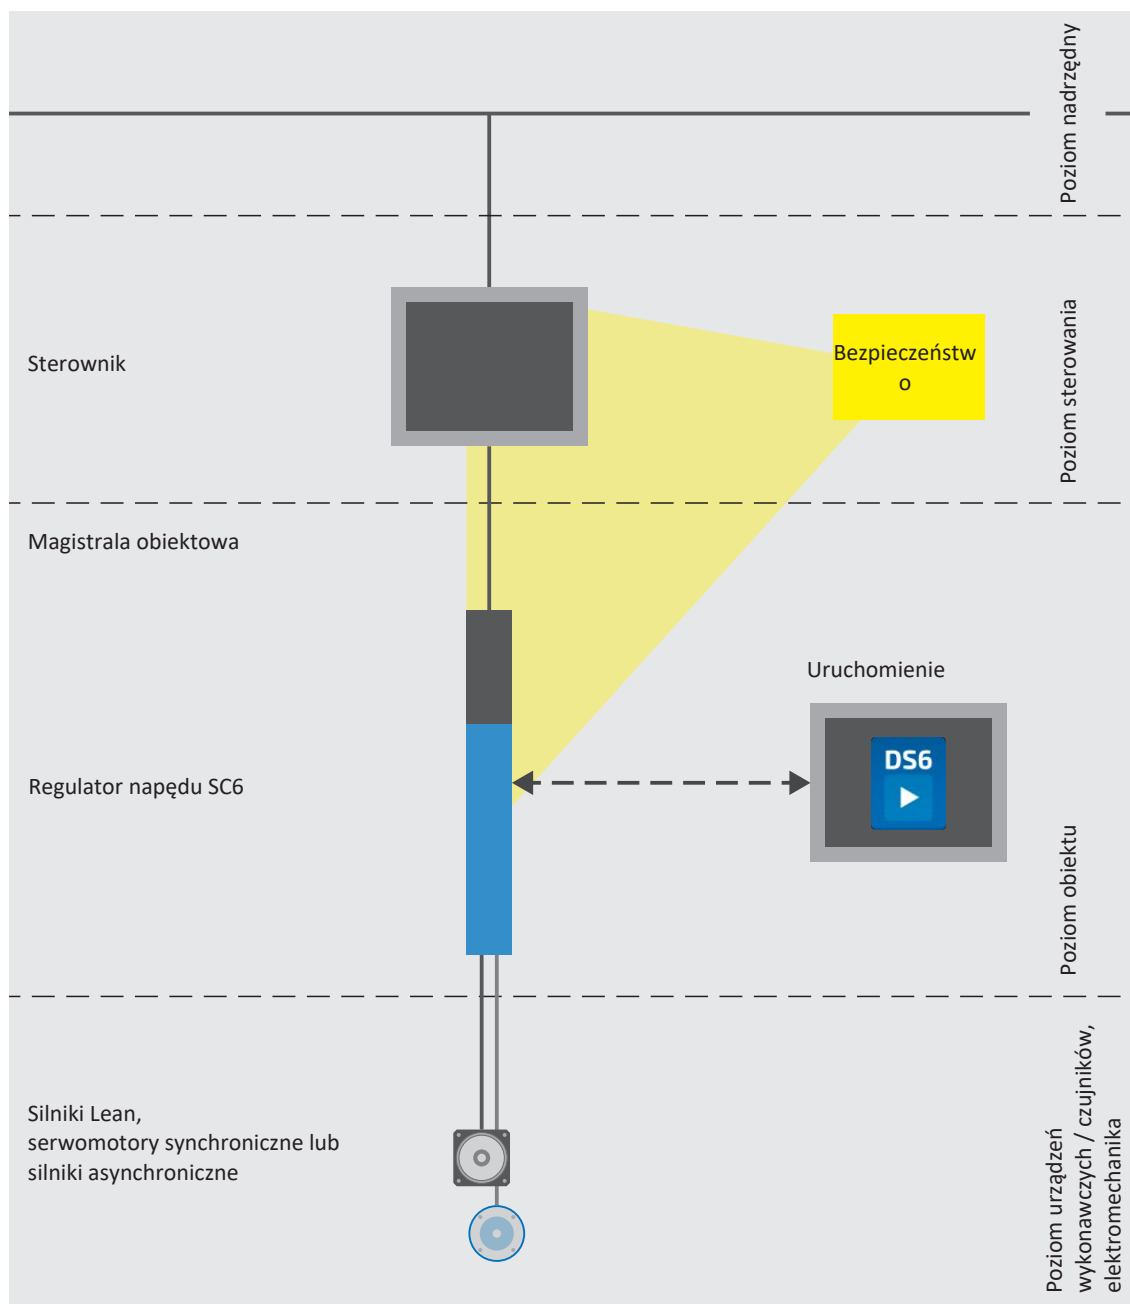 Poziom nadrzędny
Sterownik
Bezpieczeństw
o
Poziom sterowania
Magistrala obiektowa
Uruchomienie
DS6
Regulator napędu SC6
Poziom obiektu
Silniki Lean,
serwomotory synchroniczne lub
silniki asynchroniczne
Poziom urządzeń
wykonawczych / czujników,
elektromechanika